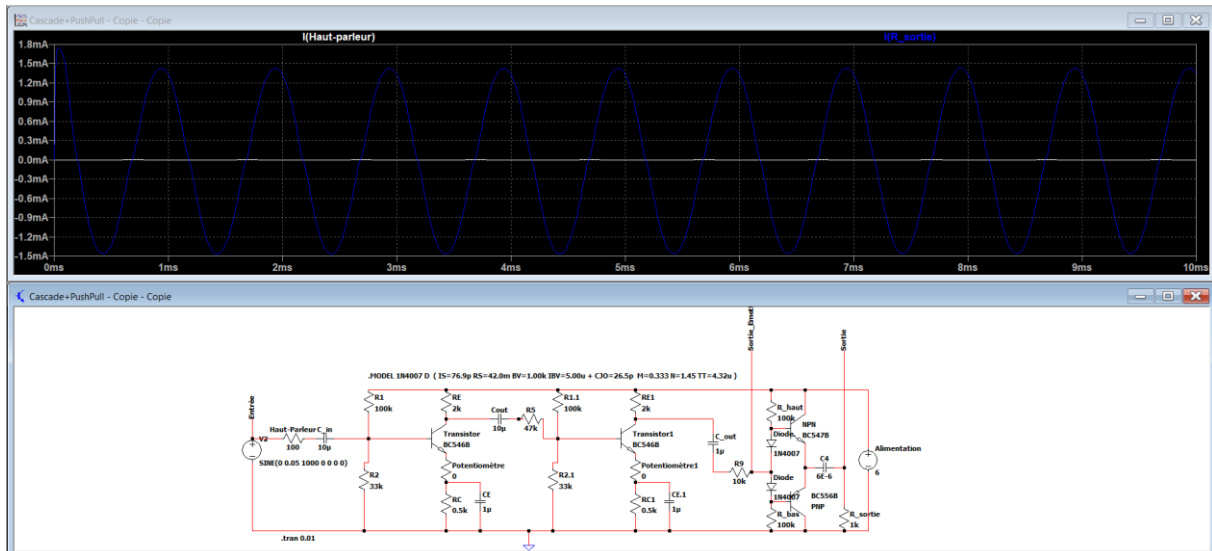 Cascade+PushPull - Copie - Copie
I(Haut-parleur)
I(R_sortie)
1.8mA
1.5mA
1.2mA
0.9mA
0.6mA
0.3mA
0.0mA
-0.3mA
-0.6mA
-0.9mA
-1.2mA
-1.5mA
0ms
1ms
2ms
3ms
4ms
5ms
6ms
7ms
8ms
9ms
10ms
Cascade+PushPull - Copie - Copie
Sortie
.MODEL 1N4007 D ( IS=76.9p RS=42.0m BV=1.00k IBV=5.00u + CJO=26.5p M=0.333 N=1.45 TT=4.32u )
Entrée
V2
SINE(0 0.05 1000 0 0 0 0)
Haut-Parleur
100
C_in
10µ
R1
100k
R2
33k
RE
2k
Transistor
BC546B
Potentiomètre
0
RC
0.5k
CE
1µ
Cout
10µ
R5
47k
R1.1
100k
R2.1
33k
RE1
2k
Transistor1
BC546B
Potentiomètre1
0
RC1
0.5k
CE.1
1µ
C_out
1µ
R9
10k
R_haut
100k
Diode
1N4007
Diode
1N4007
R_bas
100k
NPN
BC547B
BC556B
PNP
C4
6E-6
R_sortie
1k
Alimentation
6
.tran 0.01